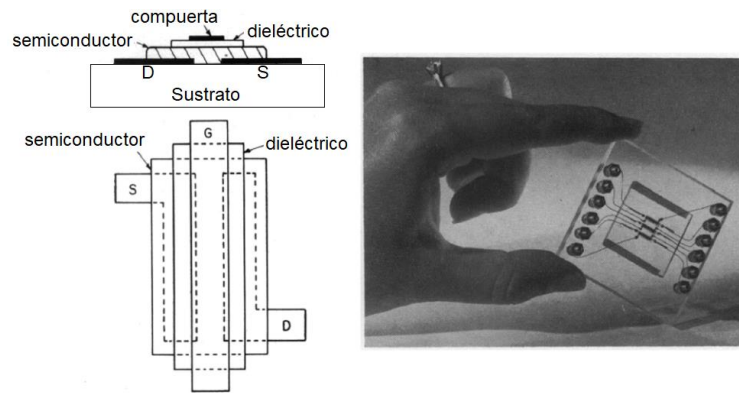 compuerta
semiconductor
dieléctrico
D
S
Sustrato
semiconductor
G
dieléctrico
S
D